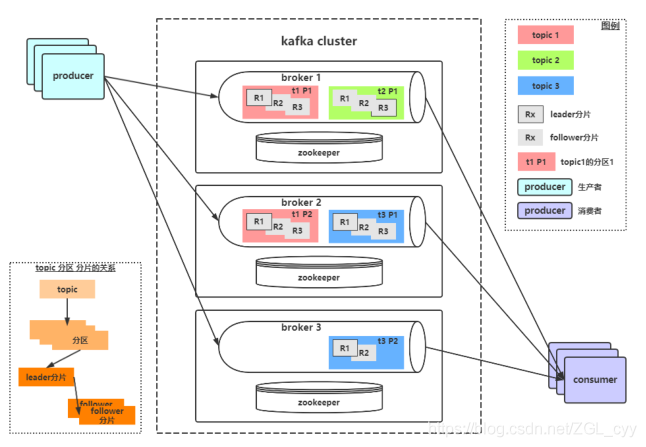 kafka cluster
producer
broker 1
R1
R2
R3
t1 P1
R1
R2
R3
t2 P1
zookeeper
broker 2
R1
R2
R3
t1 P2
R1
R2
R3
t3 P1
zookeeper
broker 3
R1
R2
t3 P2
zookeeper
consumer
图例
topic 1
topic 2
topic 3
Rx leader分片
Rx follower分片
t1 P1 topic1的分区1
producer 生产者
producer 消费者
topic 分区 分片的关系
topic
分区
leader分片
follower
follower
分片
https://blog.csdn.net/ZGL_cyy